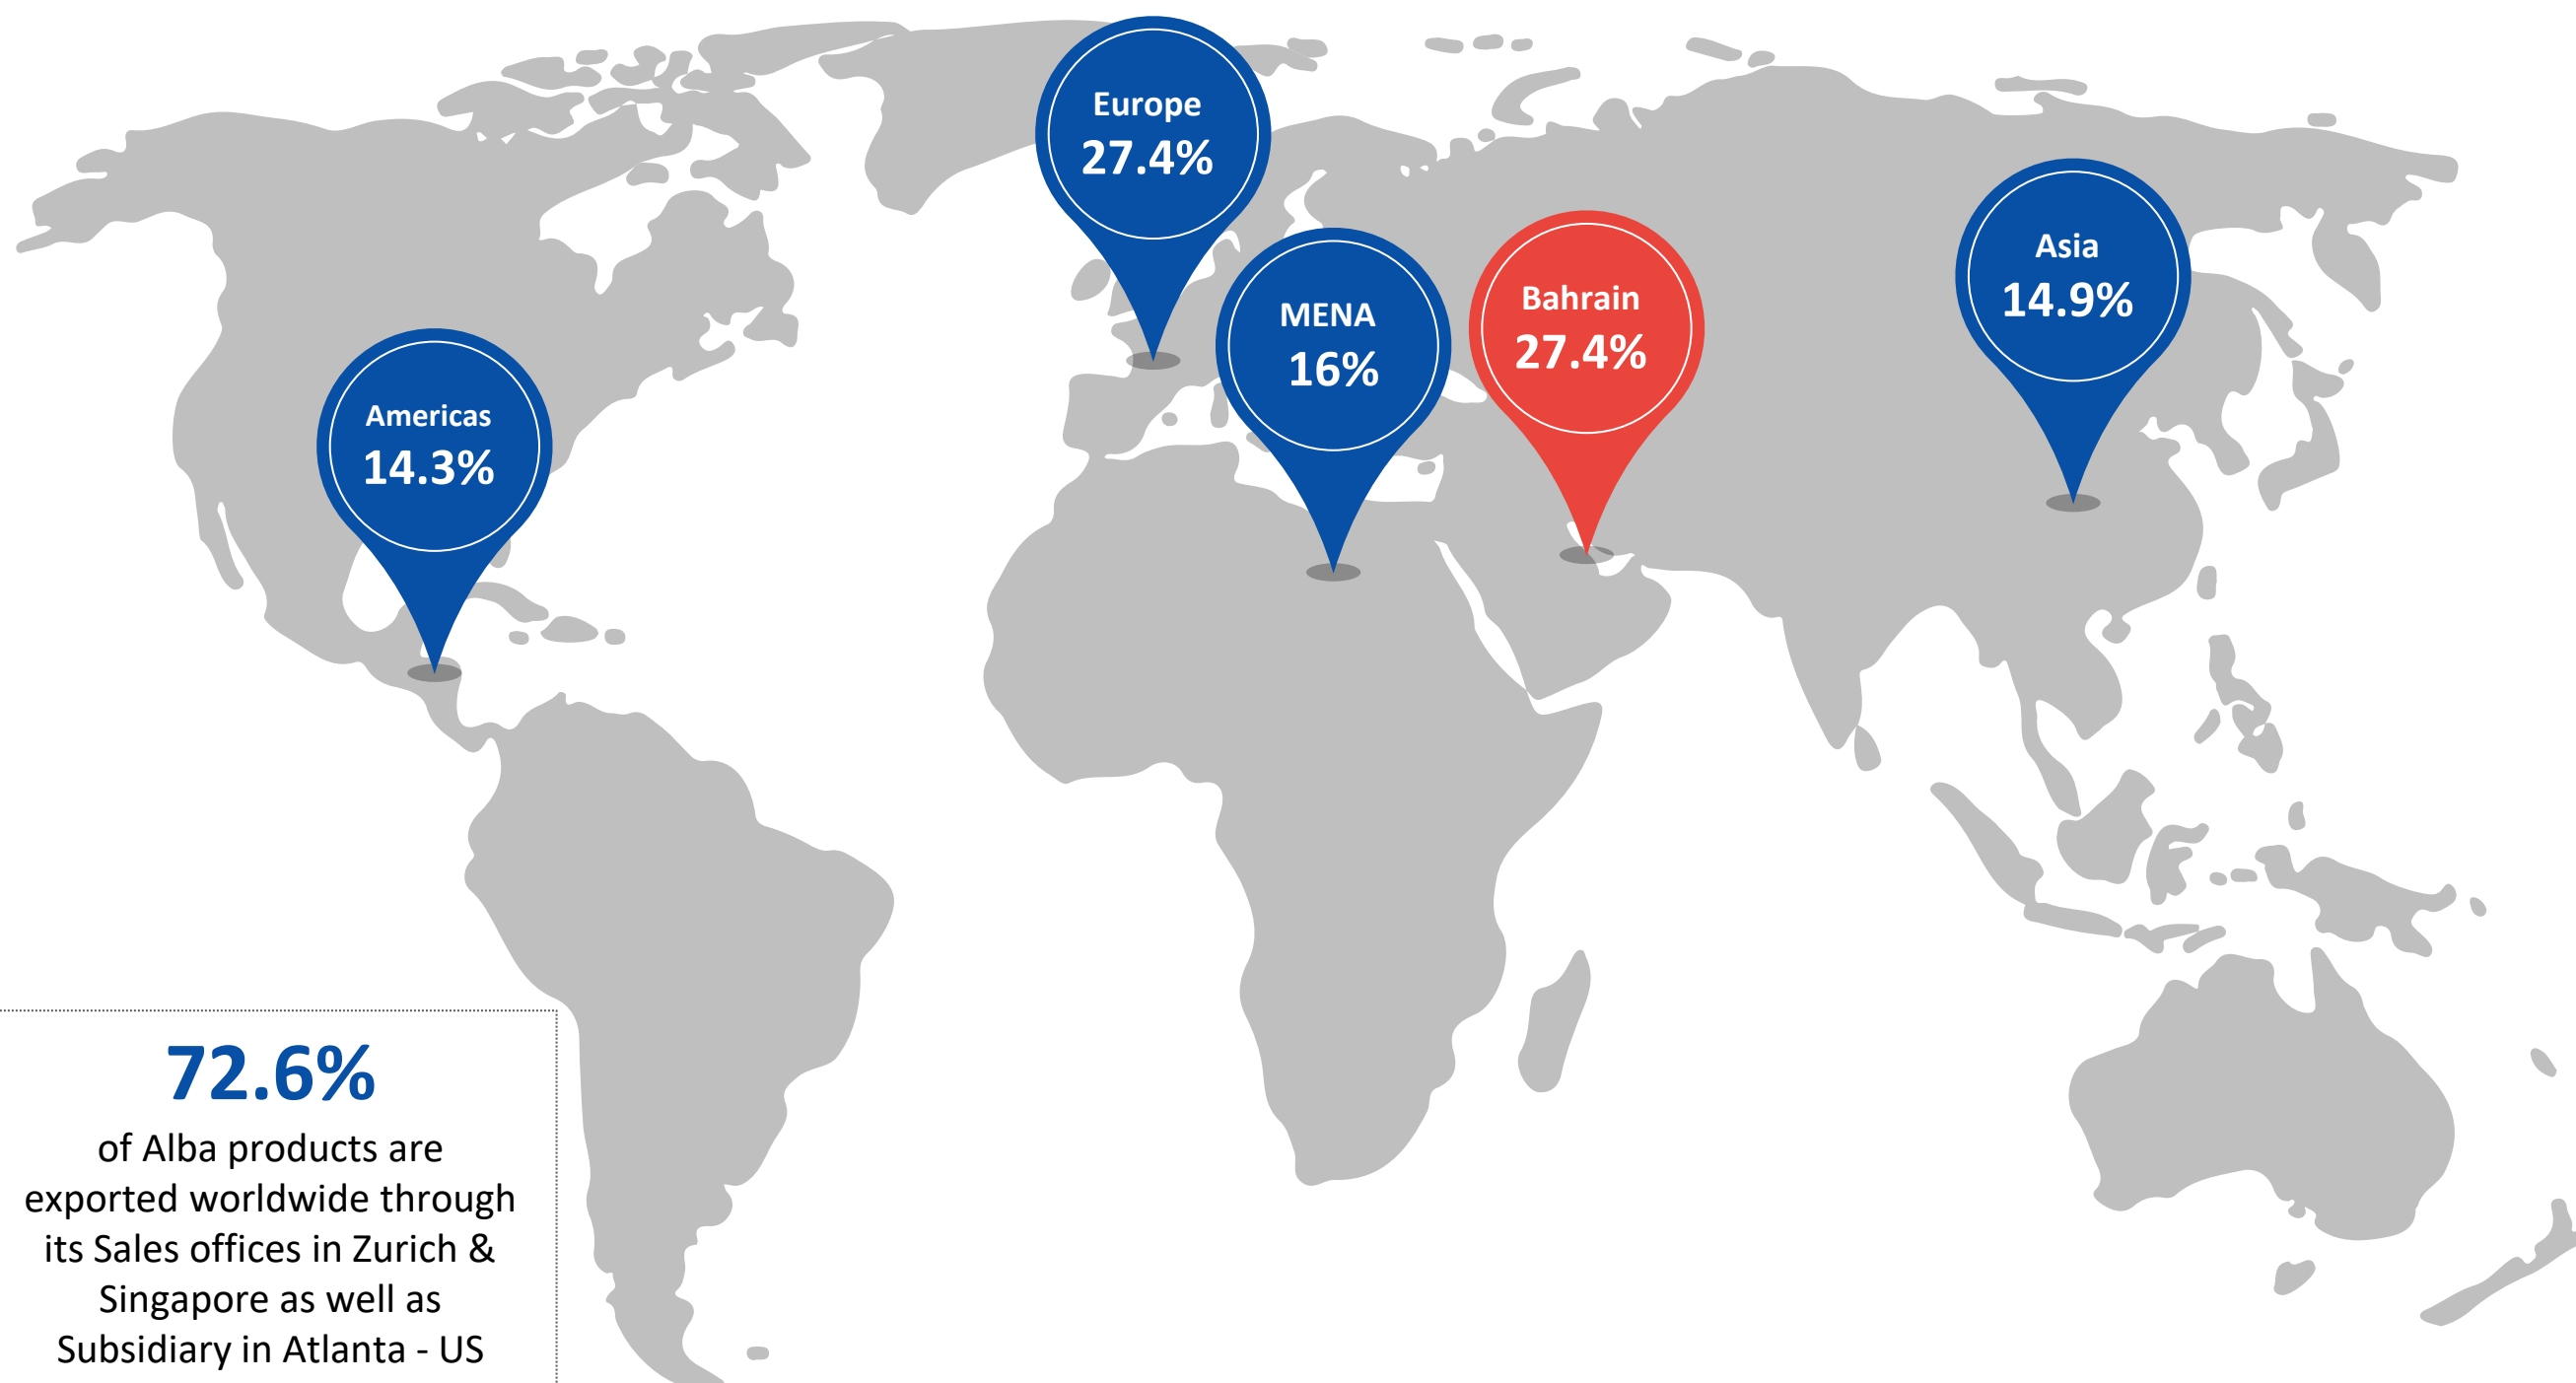 Europe
27.4%
Asia
14.9%
Bahrain
27.4%
MENA
16%
Americas
14.3%
72.6%
of Alba products are
exported worldwide through
its Sales offices in Zurich &
Singapore as well as
Subsidiary in Atlanta - US